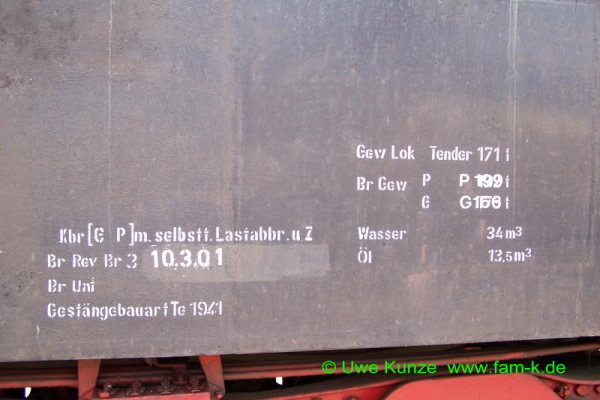 Gew Lok Tender 171 t
Br Gew P P 199 t
G G 156 t
Kbr [G P] m. selbstt. Lastabbr. u Z
Wasser 34 m³
Br Rev Br 3 10.3.01
Öl 13,5 m³
Br Uni
Gestängebauart Te 1941
© Uwe Kunze www.fam-k.de